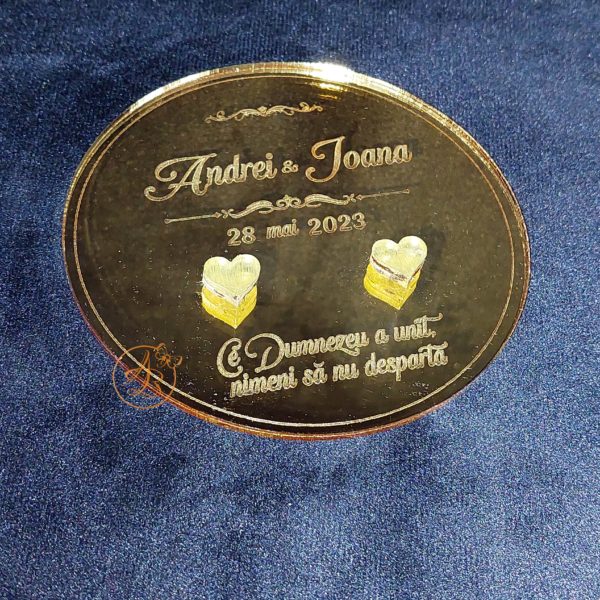 Andrei & Ioana
28 mai 2023
Ce Dumnezeu a unit,
nimeni să nu despartă